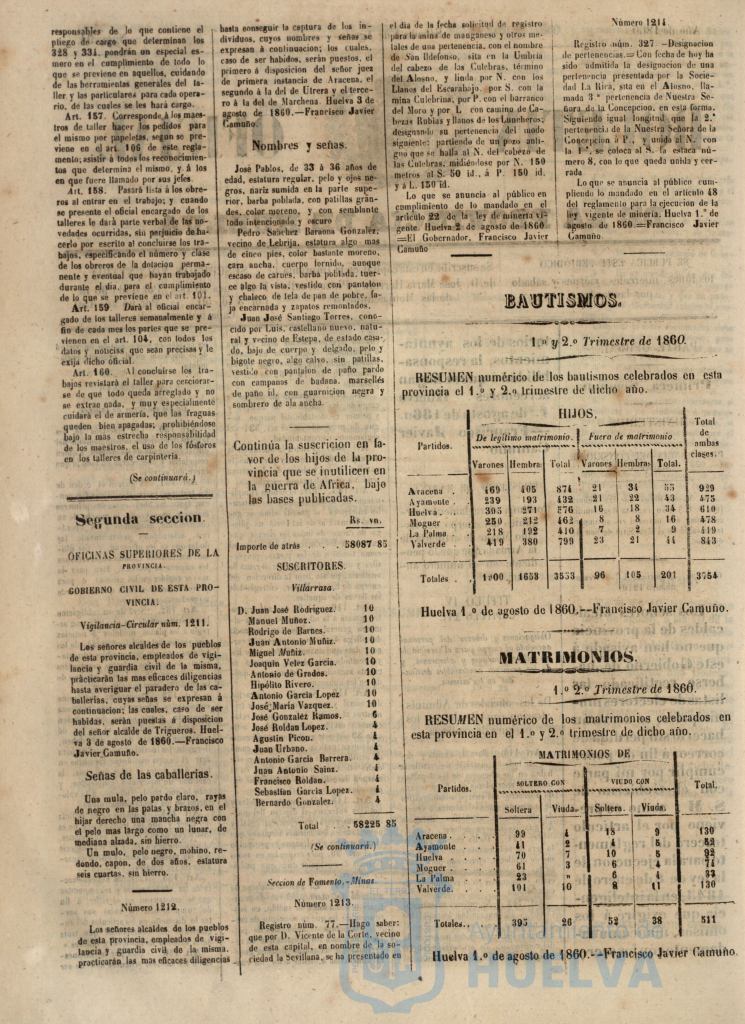 responsables de lo que contiene el
pliego de cargo que determinan los
328 y 331, pondrán un especial es-
mero en el cumplimiento de todo lo
que se previene en aquellos, cuidando
de las herramientas generales del ta-
ller y las particulares para cada opera-
rio, de las cuales se les hará cargo.
Art. 157. Corresponde á los maes-
tros de taller hacer los pedidos para
el mismo por papeletas, segun se pre-
viene en el art. 106 de este regla-
mento; asistir á todos los reconocimien-
tos que determina el mismo, y á los
en que fuere llamado por sus jefes.
Art. 158. Pasará lista á los obre-
ros al entrar en el trabajo; y cuando
se presente el oficial encargado de los
talleres le dará parte verbal de las no-
vedades ocurridas, sin perjuicio de ha-
cerlo por escrito al concluirse los tra-
bajos, especificando el número y clase
de los obreros de la dotacion perma-
nente y eventual que hayan trabajado
durante el dia, para el cumplimiento
de lo que se previene en el art. 101.
Art. 159 Dará al oficial encar-
gado de los talleres semanalmente y á
fin de cada mes los partes que se pre-
vienen en el art. 104, con todos los
datos y noticias que sean precisas y le
exija dicho oficial.
Art. 160. Al concluirse los tra-
bajos revistará el taller para cerciorar-
se de que todo queda arreglado y no
se extrae nada, y muy especialmente
cuidará el de armería, que las fraguas
queden bien apagadas; prohibiéndose
bajo la mas estrecha responsabilidad
de los maestros, el uso de los fósforos
en los talleres de carpinteria.
(Se continuará.)
Segunda seccion.
OFICINAS SUPERIORES DE LA
PROVINCIA.
GOBIERNO CIVIL DE ESTA PRO-
VINCIA.
Vigilancia-Circular núm. 1211.
Los señores alcaldes de los pueblos
de esta provincia, empleados de vigi-
lancia y guardia civil de la misma,
practicarán las mas eficaces diligencias
hasta averiguar el paradero de las ca-
ballerías, cuyas señas se expresan á
continuacion; las cuales, caso de ser
habidas, serán puestas á disposicion
del señor alcalde de Trigueros. Huel-
va 3 de agosto de 1860.—Francisco
Javier Camuño.
Señas de las caballerías.
Una mula, pelo pardo claro, rayas
de negro en las patas y brazos, en el
hijar derecho una mancha negra con
el pelo mas largo como un lunar, de
mediana alzada, sin hierro.
Un mulo, pelo negro, mohino, re-
dondo, capon, de dos años, estatura
seis cuartas, sin hierro.
Número 1212.
Los señores alcaldes de los pueblos
de esta provincia, empleados de vigi-
lancia y guardia civil de la misma,
practicarán las mas eficaces diligencias
hasta conseguir la captura de los in-
dividuos, cuyos nombres y señas se
expresan á continuacion; los cuales,
caso de ser habidos, serán puestos, el
primero á disposicion del señor juez
de primera instancia de Aracena, el
segundo á la del de Utrera y el terce-
ro á la del de Marchena. Huelva 3 de
agosto de 1860.—Francisco Javier
Camuño.
Nombres y señas.
José Pablos, de 33 á 36 años de
edad, estatura regular, pelo y ojos ne-
gros, nariz sumida en la parte supe-
rior, barba poblada, con patillas gran-
des, color moreno, y con semblante
todo intencionado y oscuro
Pedro Sanchez Baraona Gonzalez,
vecino de Lebrija, estatura algo mas
de cinco pies, color bastante moreno,
cara ancha, cuerpo fornido, aunque
escaso de carnes, barba poblada, tuer-
ce algo la vista, vestido con pantalon
y chaleco de tela de pan de pobre, fa-
ja encarnada y zapatos remontados.
Juan José Santiago Torres, cono-
cido por Luis, castellano nuevo, natu-
ral y vecino de Estepa, de estado casa-
do, bajo de cuerpo y delgado, pelo y
bigote negro, algo calvo, sin patillas,
vestido con pantalon de paño pardo
con campanas de badana, marsellés
de paño id. con guarnicion negra y
sombrero de ala ancha.
Continúa la suscricion en fa-
vor de los hijos de la pro-
vincia que se inutilicen en
la guerra de Africa, bajo
las bases publicadas.
Rs. vn.
Importe de atrás . . . . 58087 85
SUSCRITORES.
Villarrasa.
D. Juan José Rodriguez. 10
Manuel Muñoz. 10
Rodrigo de Barnes. 10
Juan Antonio Muñiz. 10
Miguel Muñiz. 10
Joaquin Velez Garcia. 10
Antonio de Grados. 10
Hipólito Rivero. 10
Antonio Garcia Lopez 10
José Maria Vazquez. 10
José Gonzalez Ramos. 6
José Roldan Lopez. 4
Agustin Picon. 4
Juan Urbano. 4
Antonio Garcia Barrera. 4
Juan Antonio Sainz. 4
Francisco Roldan. 4
Sebastian Garcia Lopez. 4
Bernardo Gonzalez. 4
Total . 58225 85
(Se continuará.)
Seccion de Fomento.-Minas.
Número 1213.
Registro núm. 77.—Hago saber:
que por D. Vicente de la Corte, vecino
de esta capital, en nombre de la so-
ciedad la Sevillana, se ha presentado en
el dia de la fecha solicitud de registro
para la mina de manganeso y otros me-
tales de una pertenencia, con el nombre
de San Ildefonso, sita en la Umbría
del cabezo de las Culebras, término
del Alosno, y linda por N. con los
Llanos del Escarabajo, por S. con la
mina Culebrina, por P. con el barranco
del Moro y por L con camino de Ca-
bezas Rubias y llanos de los Luncheros;
designando su pertenencia del modo
siguiente: partiendo de un pozo anti-
guo que se halla al N. del cabezo de
las Culebras, midiéndose por N. 150
metros al S. 50 id., á P. 150 id.
y á L. 150 id.
Lo que se anuncia al público en
cumplimiento de lo mandado en el
artículo 22 de la ley de minería vi-
gente. Huelva 2 de agosto de 1860
=El Gobernador, Francisco Javier
Camuño
Número 1214
Registro núm. 327 -Designacion
de pertenencias.=Con fecha de hoy ha
sido admitida la designacion de una
pertenencia presentada por la Socie-
dad La Rirá, sita en el Alosno, lla-
mada 3.ª pertenencia de Nuestra Se-
ñora de la Concepcion, en esta forma.
Siguiendo igual longitud que la 2.ª
pertenencia de la Nuestra Señora de la
Concepcion á P., y unida al N. con
la 1.ª, se coloca al S. la estaca nú-
mero 8, con lo que queda unida y cer-
rada
Lo que se anuncia al público cum-
pliendo lo mandado en el artículo 48
del reglamento para la ejecucion de la
ley vigente de minería. Huelva 1.º de
agosto de 1860.=Francisco Javier
Camuño.
BAUTISMOS.
1.º y 2.º Trimestre de 1860.
RESUMEN numérico de los bautismos celebrados en esta
provincia el 1.º y 2.º trimestre de dicho año.
HIJOS,
Partidos. De legítimo matrimonio. Fuera de matrimonio Total de ambas clases.
Varones Hembras Total Varones Hembras Total.
Aracena . 469 405 874 21 34 55 929
Ayamonte . 239 193 432 21 22 43 475
Huelva . 305 271 576 16 18 34 610
Moguer . 250 212 462 8 8 16 478
La Palma . 218 192 410 7 2 9 419
Valverde . 419 380 799 23 21 44 843
Totales . 1900 1653 3553 96 105 201 3754
Huelva 1.º de agosto de 1860.--Francisco Javier Camuño.
MATRIMONIOS.
1.º 2.º Trimestre de 1860.
RESUMEN numérico de los matrimonios celebrados en
esta provincia en el 1.º y 2.º trimestre de dicho año.
MATRIMONIOS DE
Partidos. SOLTERO CON VIUDO CON Total.
Soltera Viuda. Soltera. Viuda.
Aracena . . . 99 4 18 9 130
Ayamonte . . 41 2 4 5 52
Huelva . . . 70 7 10 5 92
Moguer . . . 61 3 6 4 74
La Palma . . 23 » 6 4 33
Valverde. . . 101 10 8 11 130
Totales. . 395 26 52 38 511
Huelva 1.º de agosto de 1860.--Francisco Javier Camuño.
Ayuntamiento de
HUELVA